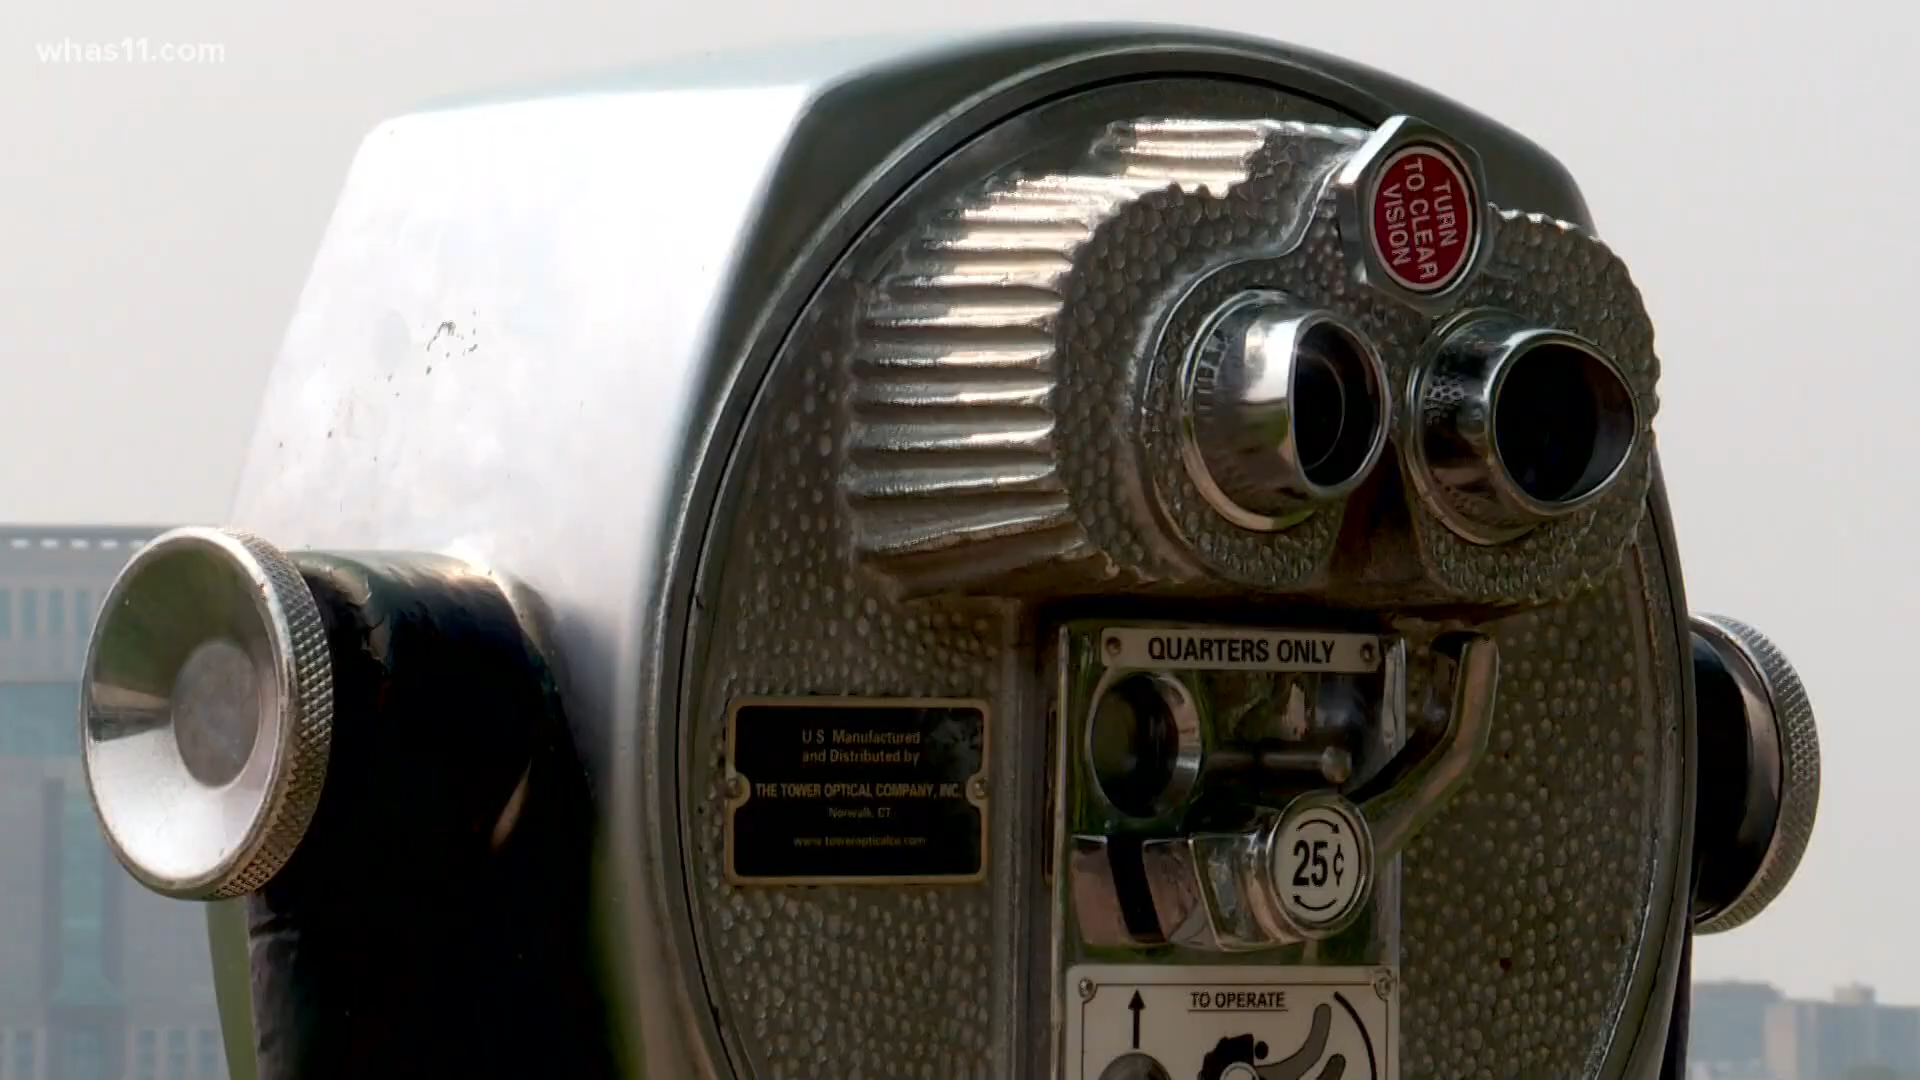 whas11.com
TURN
TO CLEAR
VISION
QUARTERS ONLY
U S Manufactured
and Distributed by
THE TOWER OPTICAL COMPANY, INC.
Norwalk, CT
www.toweropticalco.com
25¢
TO OPERATE